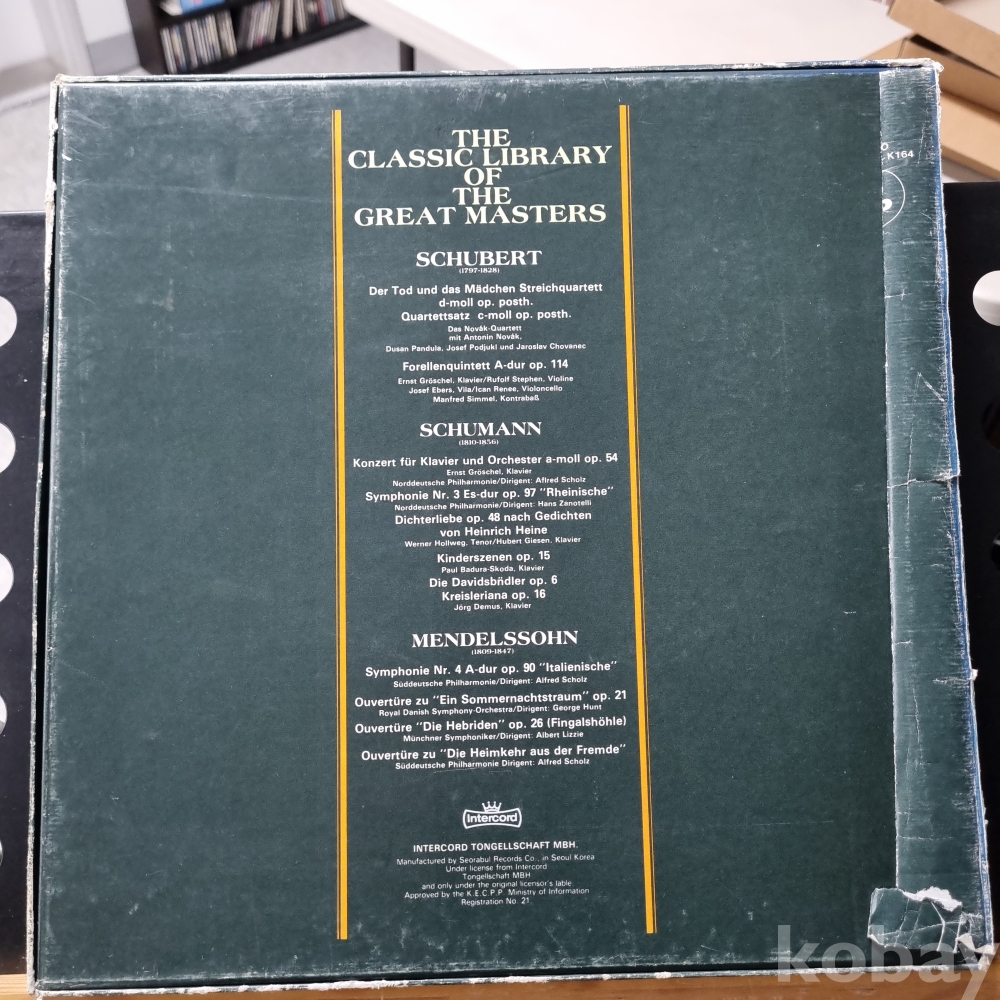 THE
CLASSIC LIBRARY
OF
THE
GREAT MASTERS
SCHUBERT
(1797-1828)
Der Tod und das Mädchen Streichquartett
d-moll op. posth.
Quartettsatz c-moll op. posth.
Das Novák-Quartett
mit Antonin Novák,
Dusan Pandula, Josef Podjukl und Jaroslav Chovanec
Forellenquintett A-dur op. 114
Ernst Gröschel, Klavier/Rufolf Stephen, Violine
Josef Ebers, Vila/Ican Renee, Violoncello
Manfred Simmel, Kontrabaß
SCHUMANN
(1810-1856)
Konzert für Klavier und Orchester a-moll op. 54
Ernst Gröschel, Klavier
Norddeutsche Philharmonie/Dirigent: Aflred Scholz
Symphonie Nr. 3 Es-dur op. 97 "Rheinische"
Norddeutsche Philharmonie/Dirigent: Hans Zanotelli
Dichterliebe op. 48 nach Gedichten
von Heinrich Heine
Werner Hollweg, Tenor/Hubert Giesen, Klavier
Kinderszenen op. 15
Paul Badura-Skoda, Klavier
Die Davidsbńdler op. 6
Kreisleriana op. 16
Jörg Demus, Klavier
MENDELSSOHN
(1809-1847)
Symphonie Nr. 4 A-dur op. 90 "Italienische"
Süddeutsche Philharmonie/Dirigent: Alfred Scholz
Ouvertüre zu "Ein Sommernachtstraum" op. 21
Royal Danish Symphony-Orchestra/Dirigent: George Hunt
Ouvertüre "Die Hebriden" op. 26 (Fingalshöhle)
Münchner Symphoniker/Dirigent: Albert Lizzie
Ouvertüre zu "Die Heimkehr aus der Fremde"
Süddeutsche Philharmonie Dirigent: Alfred Scholz
Intercord
INTERCORD TONGELLSCHAFT MBH.
Manufactured by Seorabul Records Co., in Seoul Korea
Under license from Intercord
Tongellschaft MBH
and only under the original licensor's lable
Approved by the K.E.C.P.P. Ministry of Information
Registration No. 21
K164
kobay